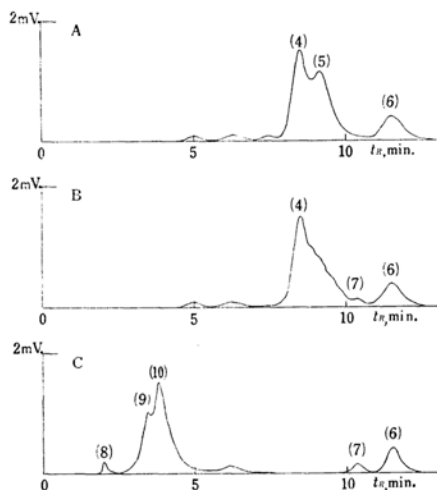 2mV
A
(4)
(5)
(6)
0
5
10
tR, min.
2mV
B
(4)
(7)
(6)
0
5
10
tR, min.
2mV
C
(10)
(9)
(8)
(7)
(6)
0
5
10
tR, min.